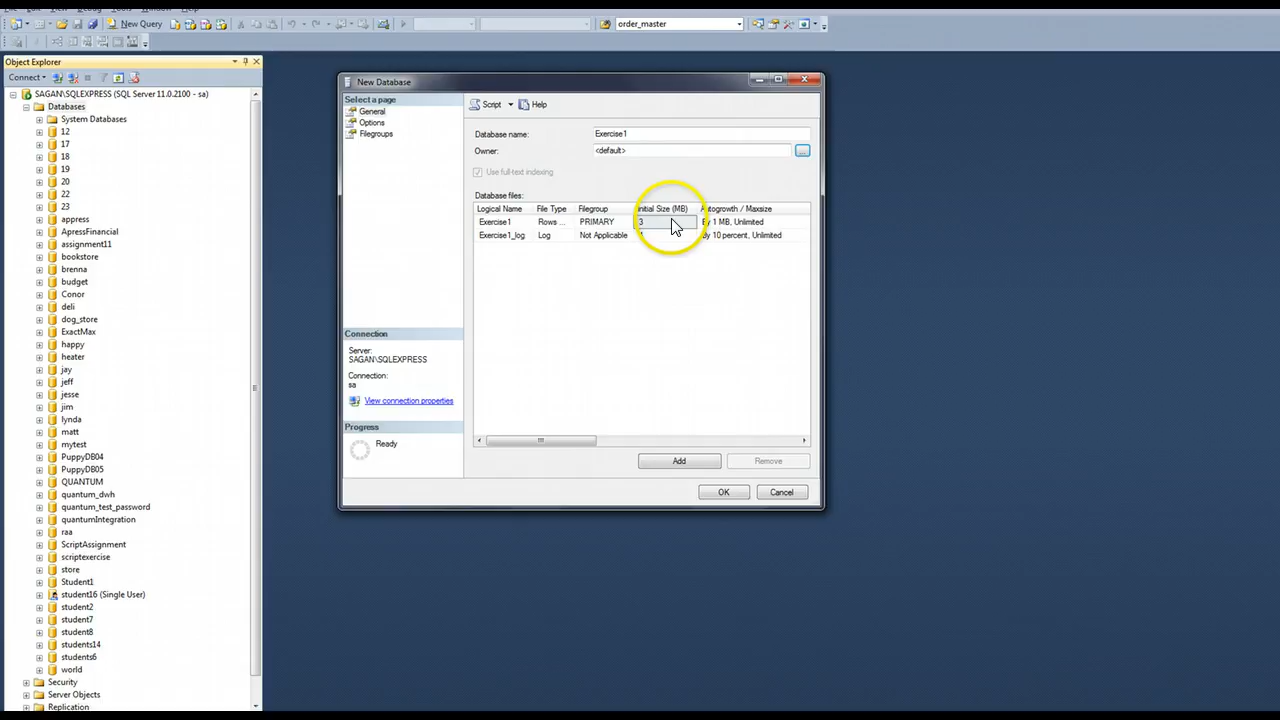 New Query
order_master
Object Explorer
Connect
SAGAN\SQLEXPRESS (SQL Server 11.0.2100 - sa)
Databases
System Databases
12
17
18
19
20
22
23
appress
ApressFinancial
assignment11
bookstore
brenna
budget
Conor
deli
dog_store
ExactMax
happy
heater
jay
jeff
jesse
jim
lynda
matt
mytest
PuppyDB04
PuppyDB05
QUANTUM
quantum_dwh
quantum_test_password
quantumIntegration
raa
ScriptAssignment
scriptexercise
store
Student1
student16 (Single User)
student2
student7
student8
students14
students6
world
Security
Server Objects
Replication
New Database
Select a page
General
Options
Filegroups
Connection
Server:
SAGAN\SQLEXPRESS
Connection:
sa
View connection properties
Progress
Ready
Script Help
Database name: Exercise1
Owner: <default> ...
Use full-text indexing
Database files:
Logical Name File Type Filegroup Initial Size (MB) Autogrowth / Maxsize
Exercise1 Rows ... PRIMARY 3 By 1 MB, Unlimited
Exercise1_log Log Not Applicable By 10 percent, Unlimited
Add Remove
OK Cancel